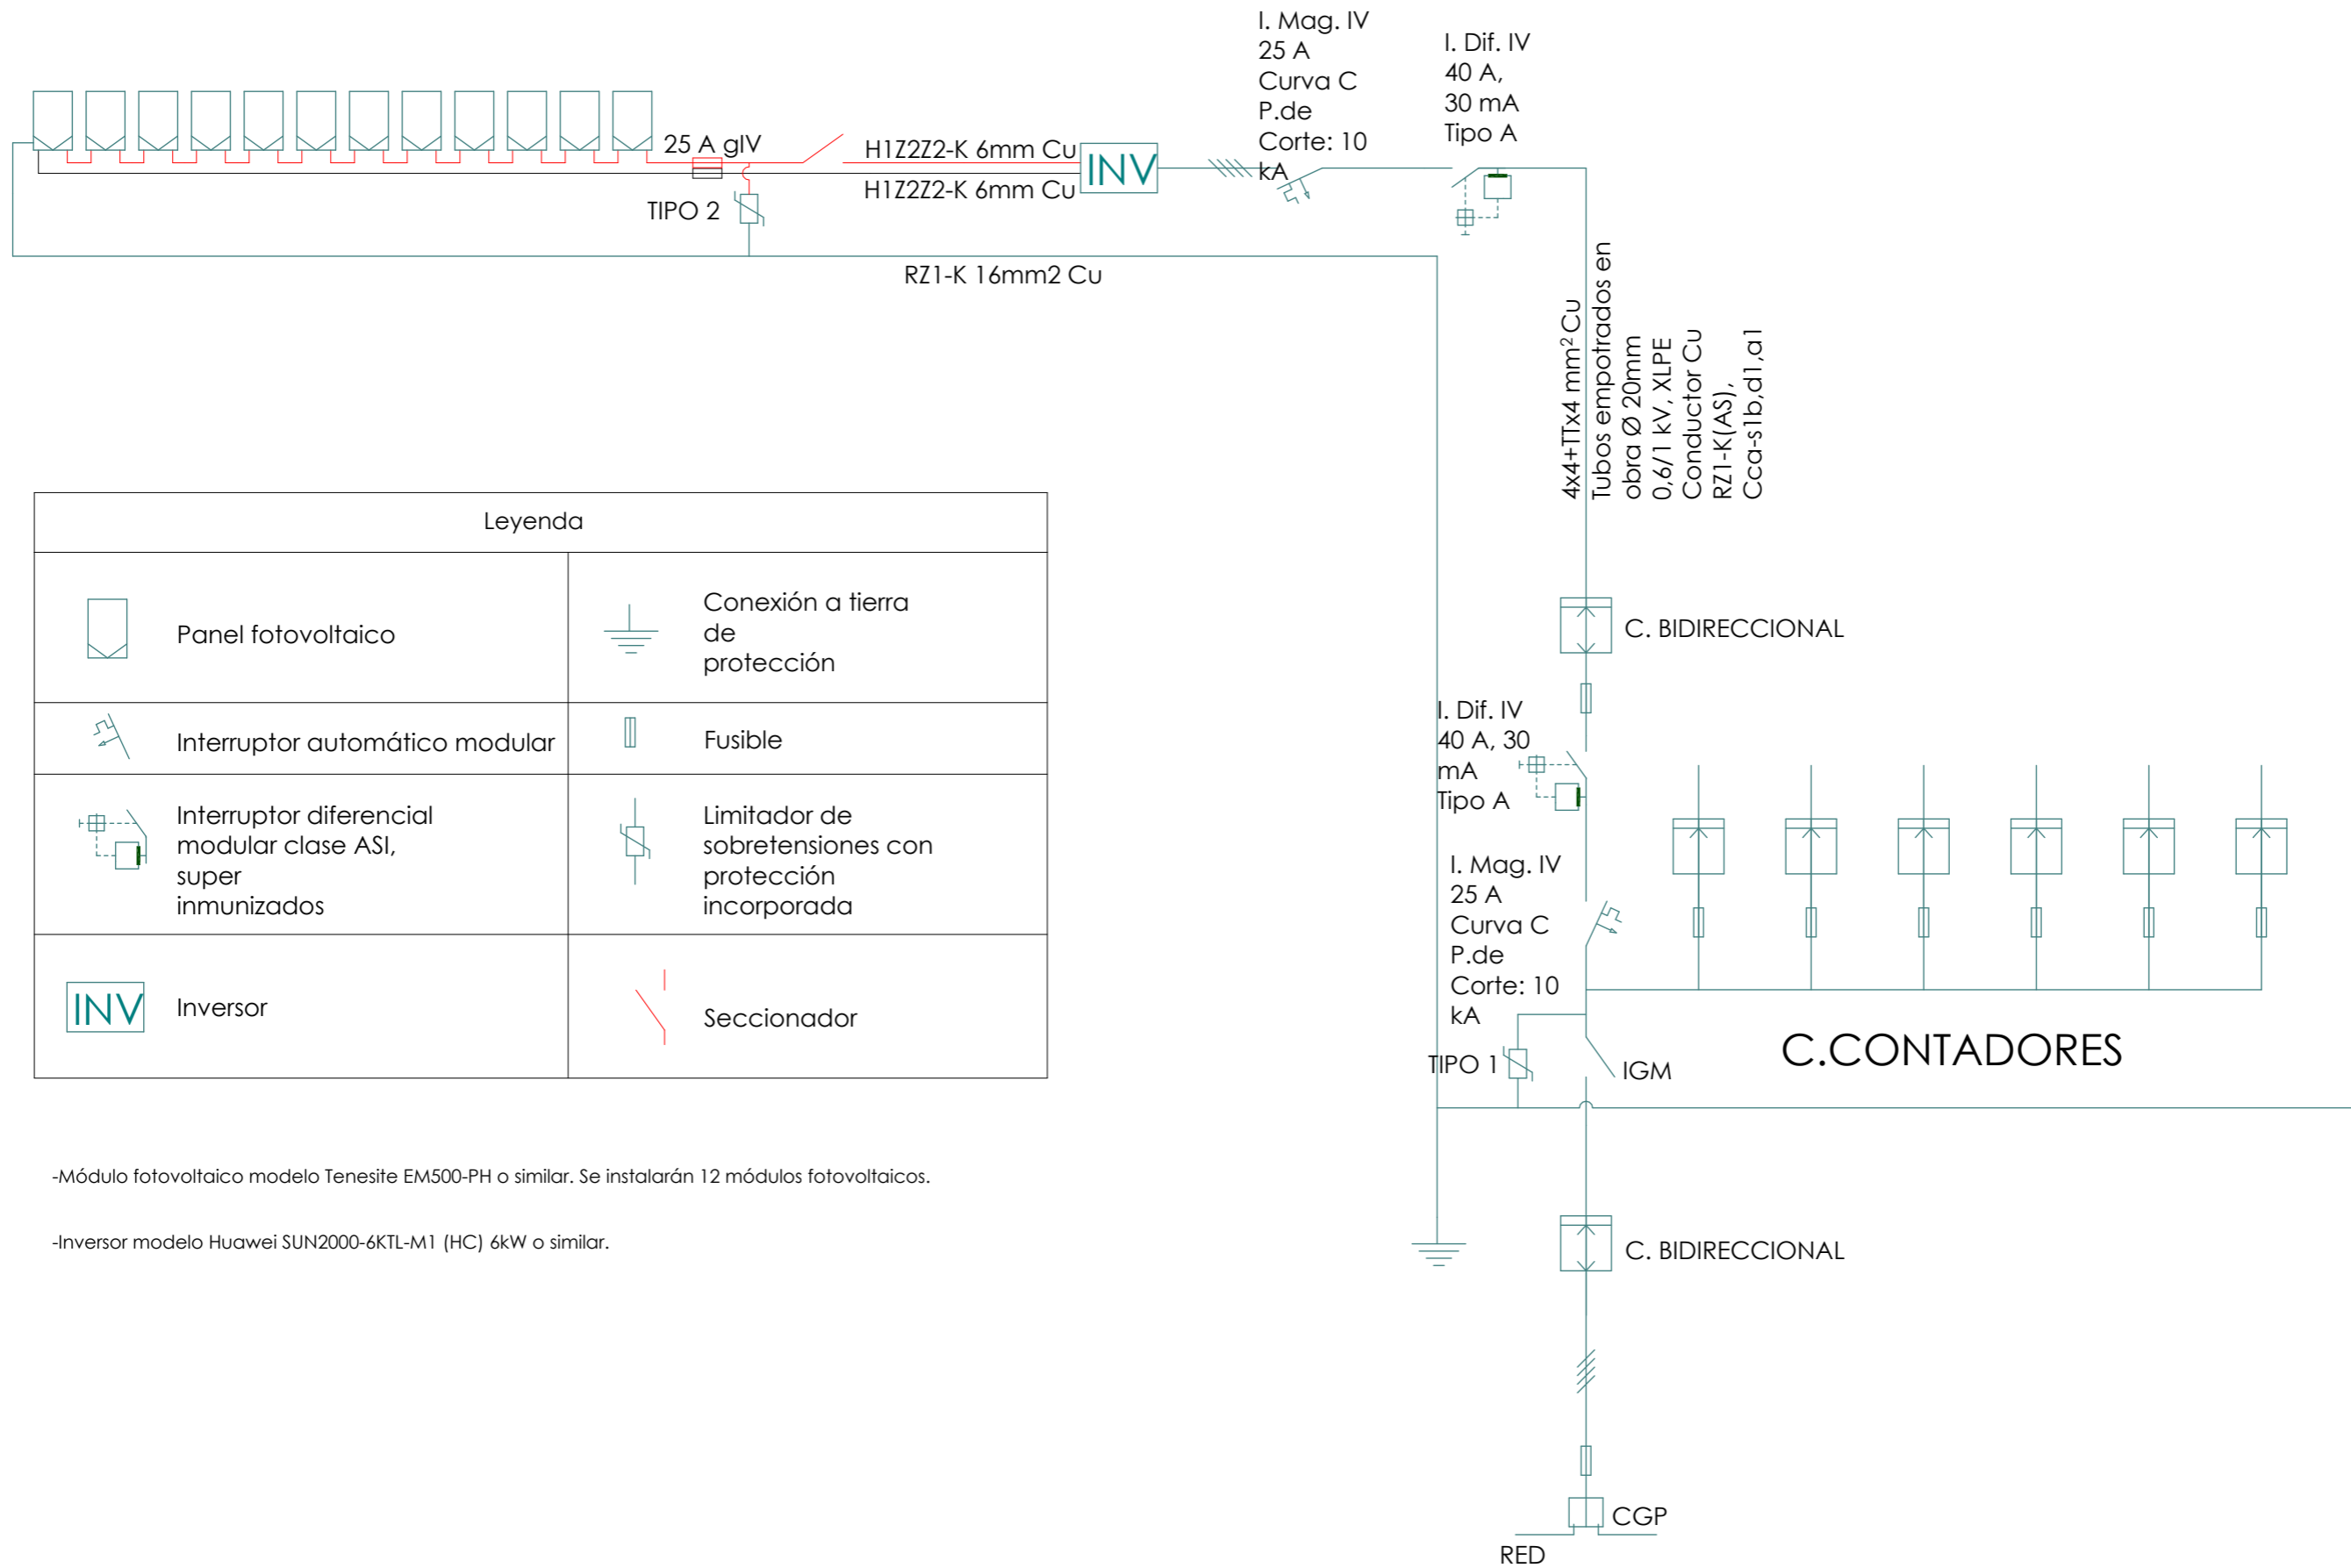 I. Mag. IV
25 A
Curva C
P.de
Corte: 10
kA
I. Dif. IV
40 A,
30 mA
Tipo A
25 A gIV
H1Z2Z2-K 6mm Cu
INV
H1Z2Z2-K 6mm Cu
TIPO 2
RZ1-K 16mm2 Cu
4x4+TTx4 mm² Cu
Tubos empotrados en
obra Ø 20mm
0,6/1 kV, XLPE
Conductor Cu
RZ1-K(AS),
Cca-s1b,d1,a1
Leyenda
Panel fotovoltaico
Conexión a tierra
de
protección
Interruptor automático modular
Fusible
Interruptor diferencial
modular clase ASI,
super
inmunizados
Limitador de
sobretensiones con
protección
incorporada
INV
Inversor
Seccionador
C. BIDIRECCIONAL
I. Dif. IV
40 A, 30
mA
Tipo A
I. Mag. IV
25 A
Curva C
P.de
Corte: 10
kA
TIPO 1
IGM
C.CONTADORES
-Módulo fotovoltaico modelo Tenesite EM500-PH o similar. Se instalarán 12 módulos fotovoltaicos.
-Inversor modelo Huawei SUN2000-6KTL-M1 (HC) 6kW o similar.
C. BIDIRECCIONAL
CGP
RED